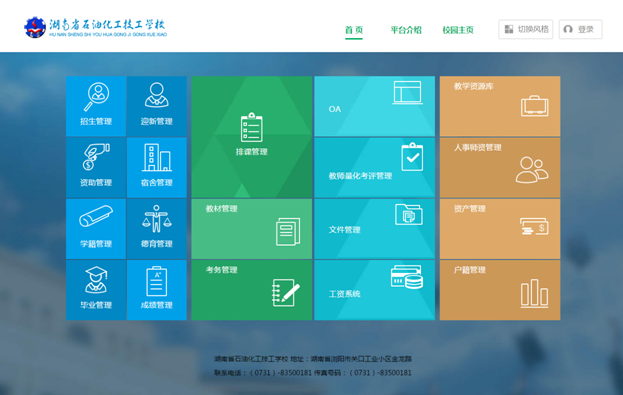 湖南省石油化工技工学校
HU NAN SHENG SHI YOU HUA GONG JI GONG XUE XIAO
首 页 平台介绍 校园主页 切换风格 登录
招生管理 迎新管理 排课管理 OA 教学资源库
资助管理 宿舍管理 教师量化考评管理 人事师资管理
学籍管理 德育管理 教材管理 文件管理 资产管理
毕业管理 成绩管理 考务管理 工资系统 户籍管理
湖南省石油化工技工学校 地址：湖南省浏阳市关口工业小区金龙路
联系电话：（0731）-83500181 传真号码：（0731）-83500181